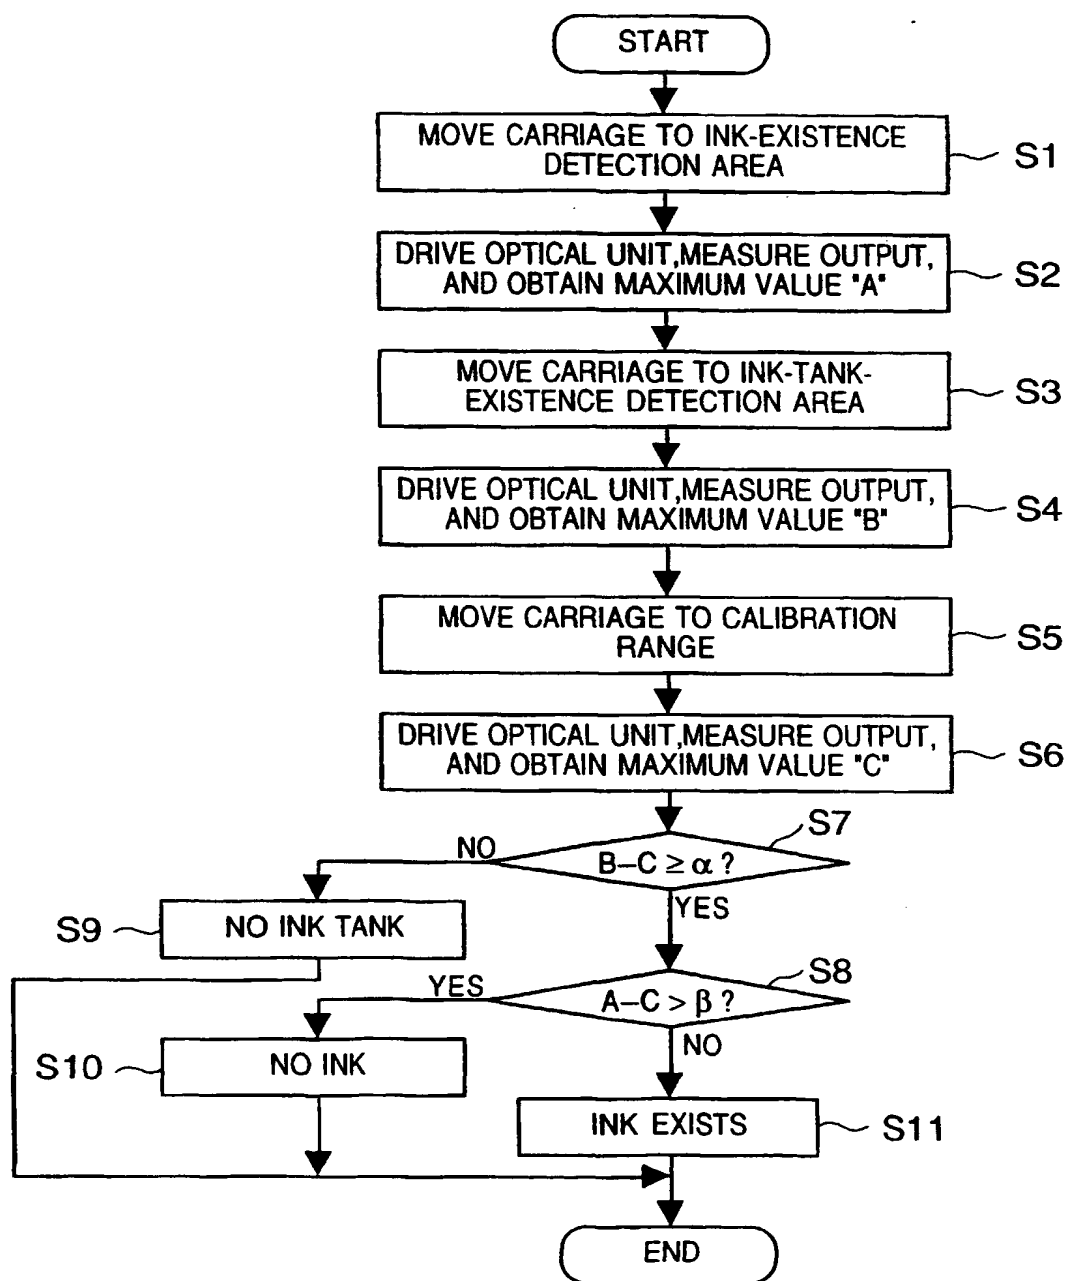 START
MOVE CARRIAGE TO INK-EXISTENCE
DETECTION AREA
S1
DRIVE OPTICAL UNIT,MEASURE OUTPUT,
AND OBTAIN MAXIMUM VALUE "A"
S2
MOVE CARRIAGE TO INK-TANK-
EXISTENCE DETECTION AREA
S3
DRIVE OPTICAL UNIT,MEASURE OUTPUT,
AND OBTAIN MAXIMUM VALUE "B"
S4
MOVE CARRIAGE TO CALIBRATION
RANGE
S5
DRIVE OPTICAL UNIT,MEASURE OUTPUT,
AND OBTAIN MAXIMUM VALUE "C"
S6
S7
NO
B–C ≥ α ?
YES
S9
NO INK TANK
S8
YES
A–C > β ?
NO
S10
NO INK
INK EXISTS
S11
END